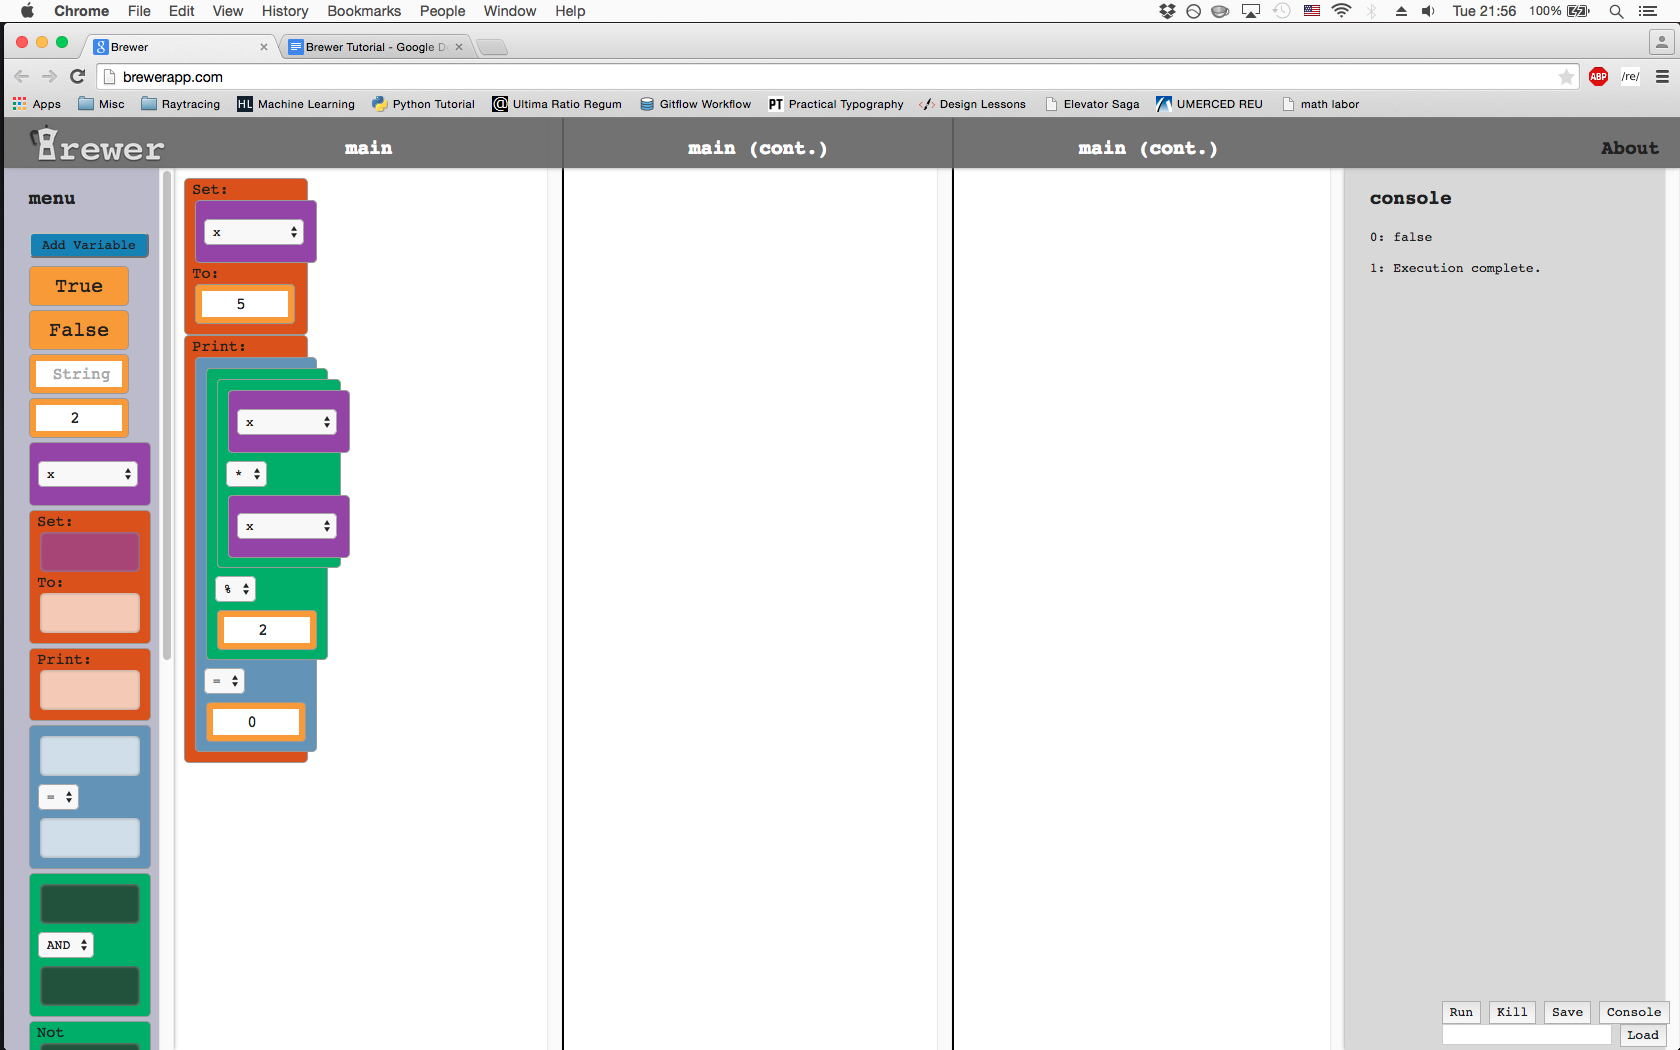 Chrome File Edit View History Bookmarks People Window Help Tue 21:56 100%
Brewer Brewer Tutorial - Google D
brewerapp.com ABP /re/
Apps Misc Raytracing HL Machine Learning Python Tutorial @ Ultima Ratio Regum Gitflow Workflow PT Practical Typography Design Lessons Elevator Saga UMERCED REU math labor
Brewer main main (cont.) main (cont.) About
menu
Add Variable
True
False
String
2
x
Set:
To:
Print:
=
AND
Not
Set:
x
To:
5
Print:
x
*
x
%
2
=
0
console
0: false
1: Execution complete.
Run Kill Save Console
Load